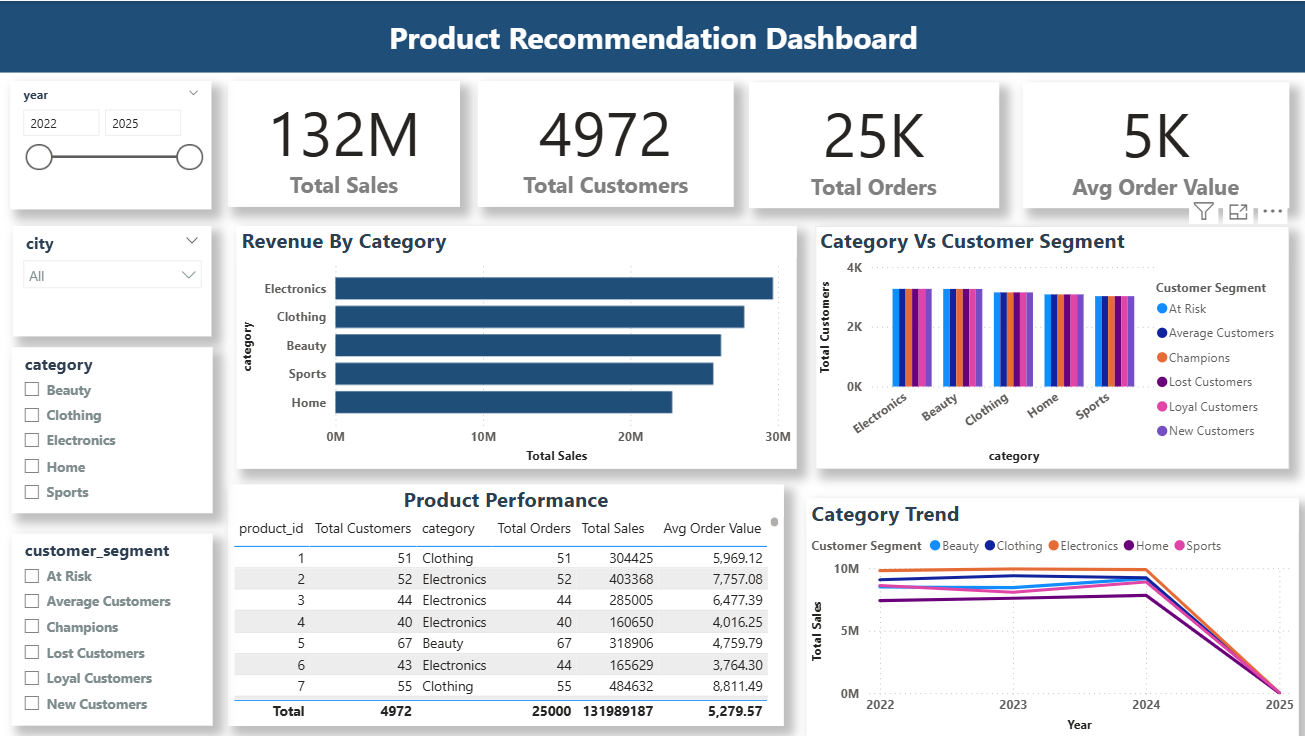 Product Recommendation Dashboard
year
2022 2025
132M
Total Sales
4972
Total Customers
25K
Total Orders
5K
Avg Order Value
city
All
category
Beauty
Clothing
Electronics
Home
Sports
customer_segment
At Risk
Average Customers
Champions
Lost Customers
Loyal Customers
New Customers
Revenue By Category
category
Electronics
Clothing
Beauty
Sports
Home
0M 10M 20M 30M
Total Sales
Category Vs Customer Segment
Total Customers
4K
2K
0K
Electronics Beauty Clothing Home Sports
category
Customer Segment
At Risk
Average Customers
Champions
Lost Customers
Loyal Customers
New Customers
Product Performance
product_id Total Customers category Total Orders Total Sales Avg Order Value
1 51 Clothing 51 304425 5,969.12
2 52 Electronics 52 403368 7,757.08
3 44 Electronics 44 285005 6,477.39
4 40 Electronics 40 160650 4,016.25
5 67 Beauty 67 318906 4,759.79
6 43 Electronics 44 165629 3,764.30
7 55 Clothing 55 484632 8,811.49
Total 4972 25000 131989187 5,279.57
Category Trend
Customer Segment Beauty Clothing Electronics Home Sports
Total Sales
10M
5M
0M
2022 2023 2024 2025
Year